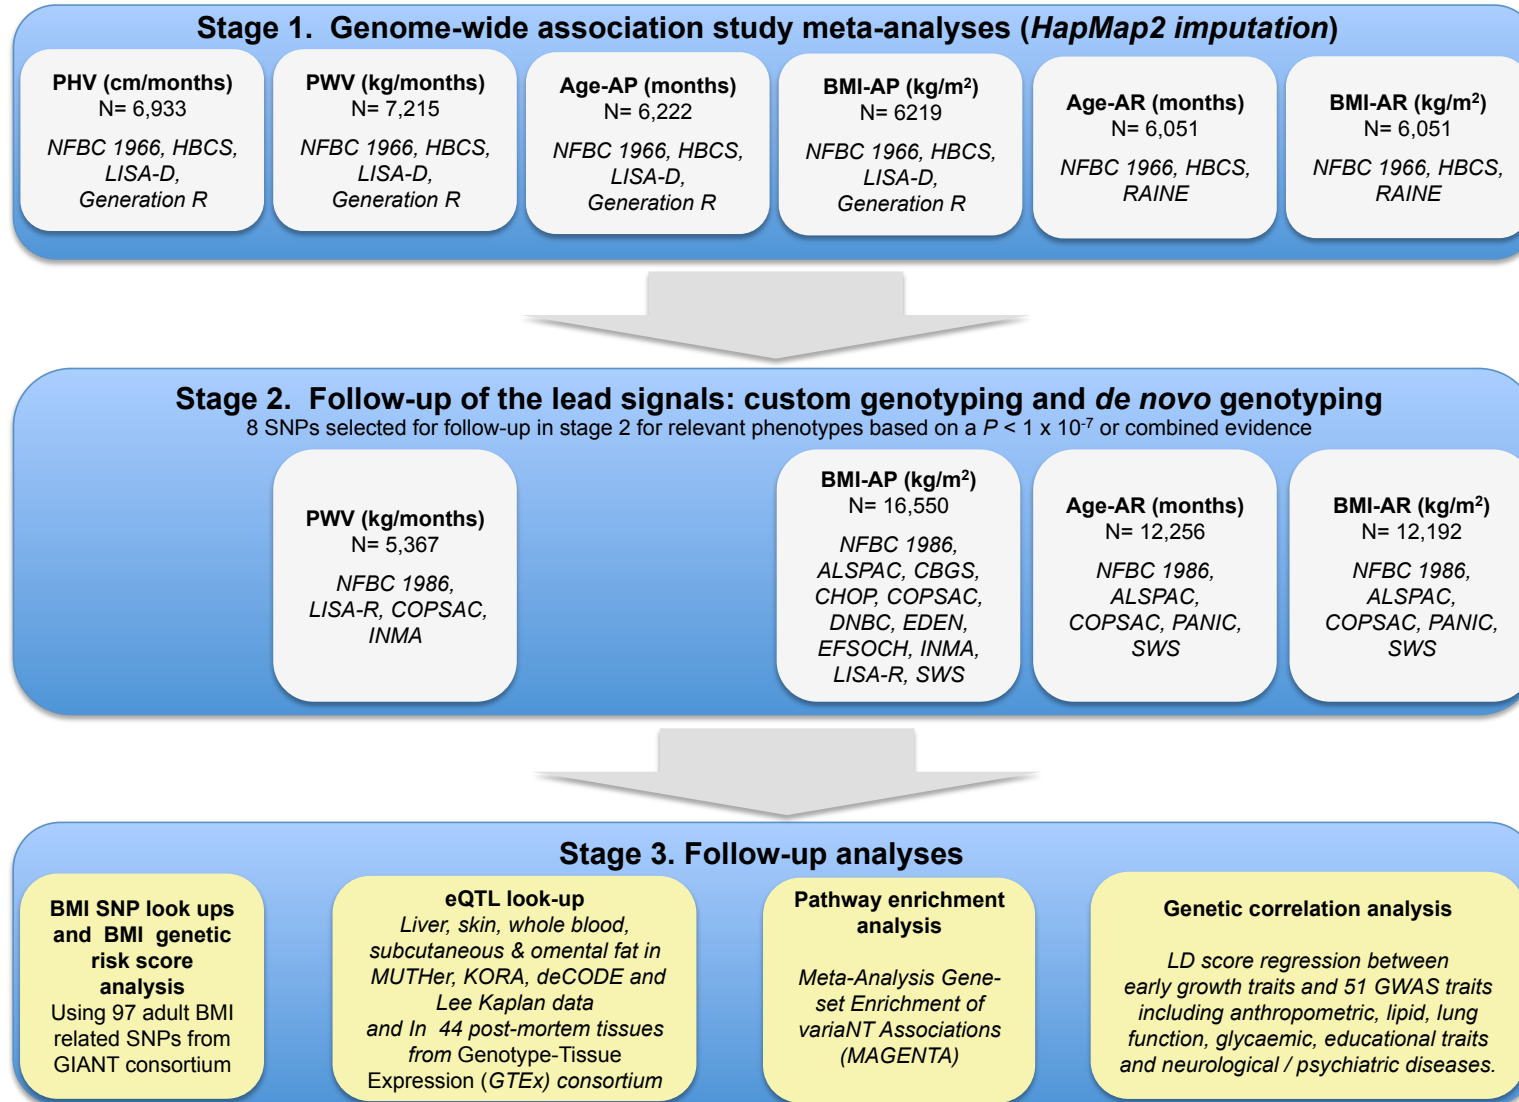 Stage 1. Genome-wide association study meta-analyses (HapMap2 imputation)
PHV (cm/months)
N= 6,933
NFBC 1966, HBCS,
LISA-D,
Generation R
PWV (kg/months)
N= 7,215
NFBC 1966, HBCS,
LISA-D,
Generation R
Age-AP (months)
N= 6,222
NFBC 1966, HBCS,
LISA-D,
Generation R
BMI-AP (kg/m²)
N= 6219
NFBC 1966, HBCS,
LISA-D,
Generation R
Age-AR (months)
N= 6,051
NFBC 1966, HBCS,
RAINE
BMI-AR (kg/m²)
N= 6,051
NFBC 1966, HBCS,
RAINE
Stage 2. Follow-up of the lead signals: custom genotyping and de novo genotyping
8 SNPs selected for follow-up in stage 2 for relevant phenotypes based on a P < 1 x 10⁻⁷ or combined evidence
PWV (kg/months)
N= 5,367
NFBC 1986,
LISA-R, COPSAC,
INMA
BMI-AP (kg/m²)
N= 16,550
NFBC 1986,
ALSPAC, CBGS,
CHOP, COPSAC,
DNBC, EDEN,
EFSOCH, INMA,
LISA-R, SWS
Age-AR (months)
N= 12,256
NFBC 1986,
ALSPAC,
COPSAC, PANIC,
SWS
BMI-AR (kg/m²)
N= 12,192
NFBC 1986,
ALSPAC,
COPSAC, PANIC,
SWS
Stage 3. Follow-up analyses
BMI SNP look ups
and BMI genetic
risk score
analysis
Using 97 adult BMI
related SNPs from
GIANT consortium
eQTL look-up
Liver, skin, whole blood,
subcutaneous & omental fat in
MUTHer, KORA, deCODE and
Lee Kaplan data
and In 44 post-mortem tissues
from Genotype-Tissue
Expression (GTEx) consortium
Pathway enrichment
analysis
Meta-Analysis Gene-
set Enrichment of
variaNT Associations
(MAGENTA)
Genetic correlation analysis
LD score regression between
early growth traits and 51 GWAS traits
including anthropometric, lipid, lung
function, glycaemic, educational traits
and neurological / psychiatric diseases.